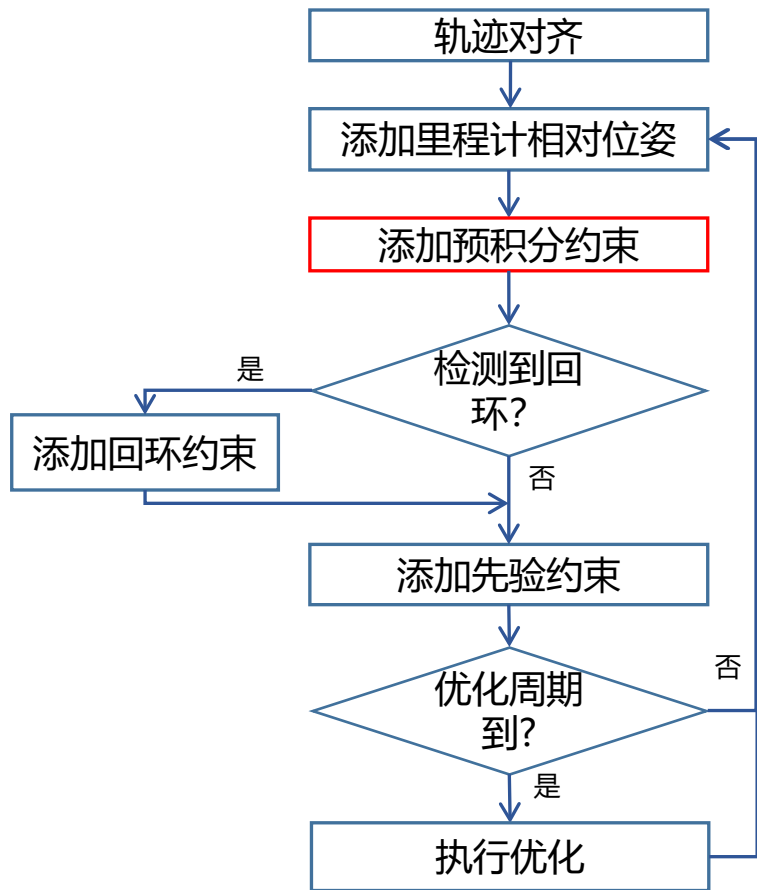 轨迹对齐
添加里程计相对位姿
添加预积分约束
检测到回
环？
是
添加回环约束
否
添加先验约束
优化周期
到?
否
是
执行优化